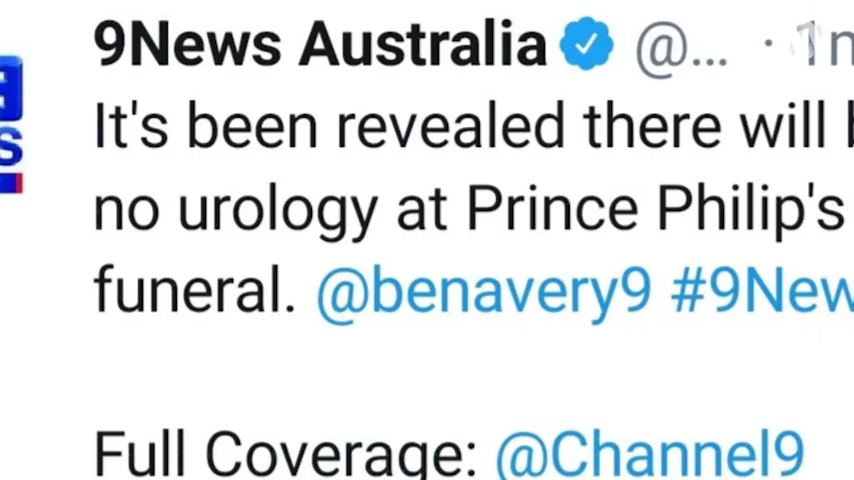 9News Australia @...
It's been revealed there will
no urology at Prince Philip's
funeral. @benavery9 #9New
Full Coverage: @Channel9